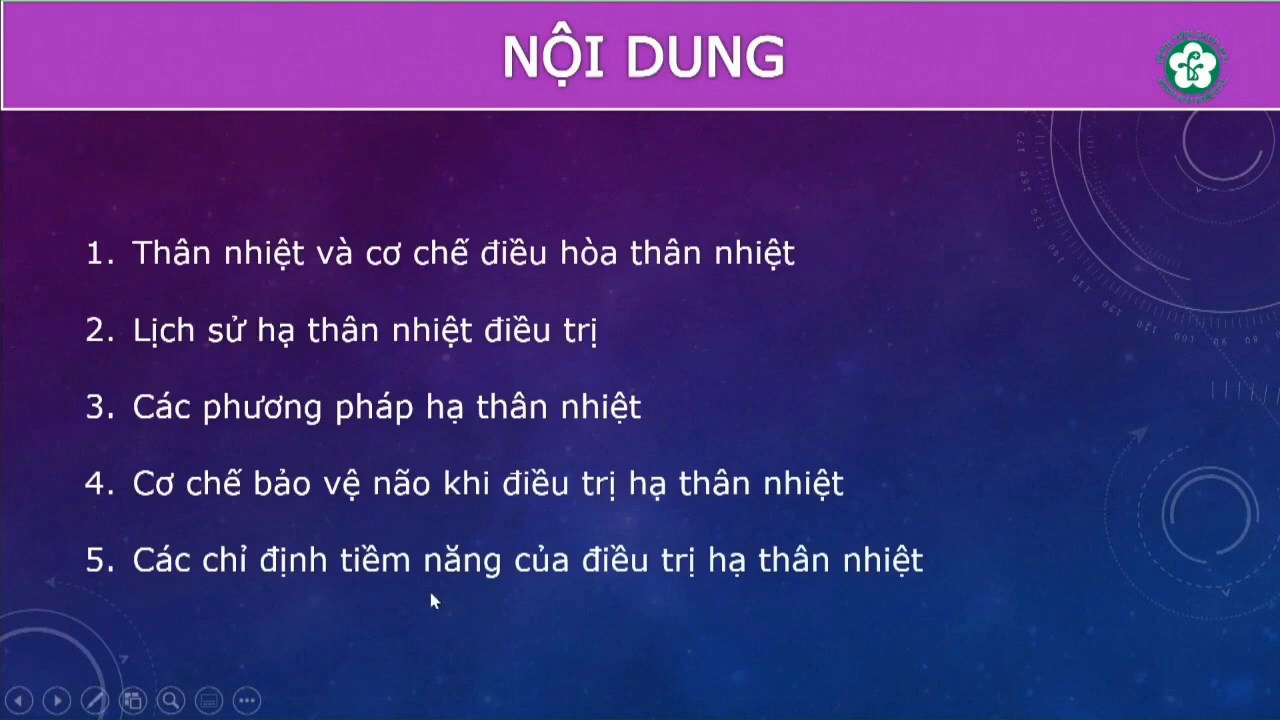 NỘI DUNG
1. Thân nhiệt và cơ chế điều hòa thân nhiệt
2. Lịch sử hạ thân nhiệt điều trị
3. Các phương pháp hạ thân nhiệt
4. Cơ chế bảo vệ não khi điều trị hạ thân nhiệt
5. Các chỉ định tiềm năng của điều trị hạ thân nhiệt